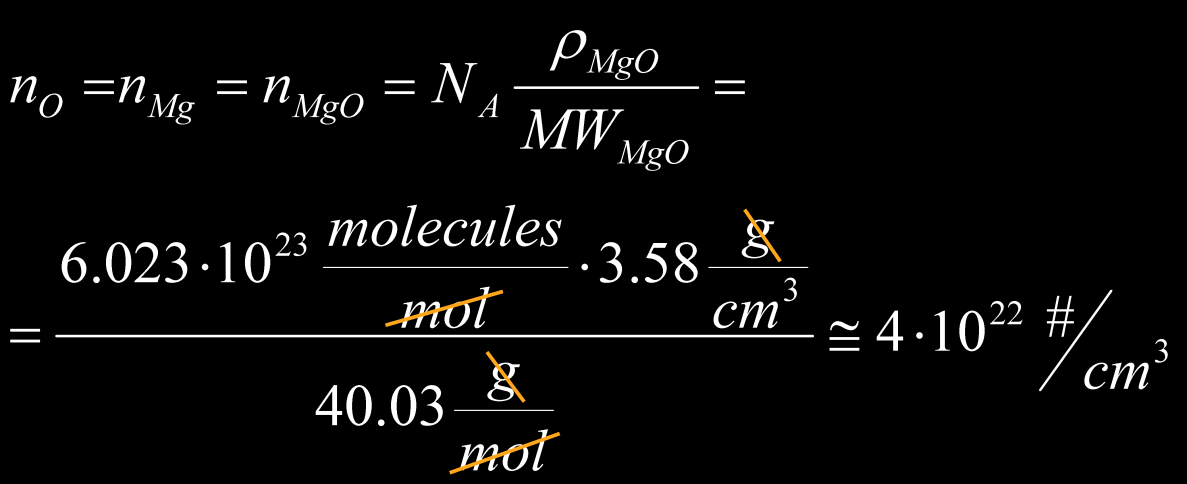 n_O = n_Mg = n_MgO = N_A ρ_MgO / MW_MgO =
= 6.023·10^23 molecules/mol · 3.58 g/cm^3 / 40.03 g/mol ≅ 4·10^22 #/cm^3